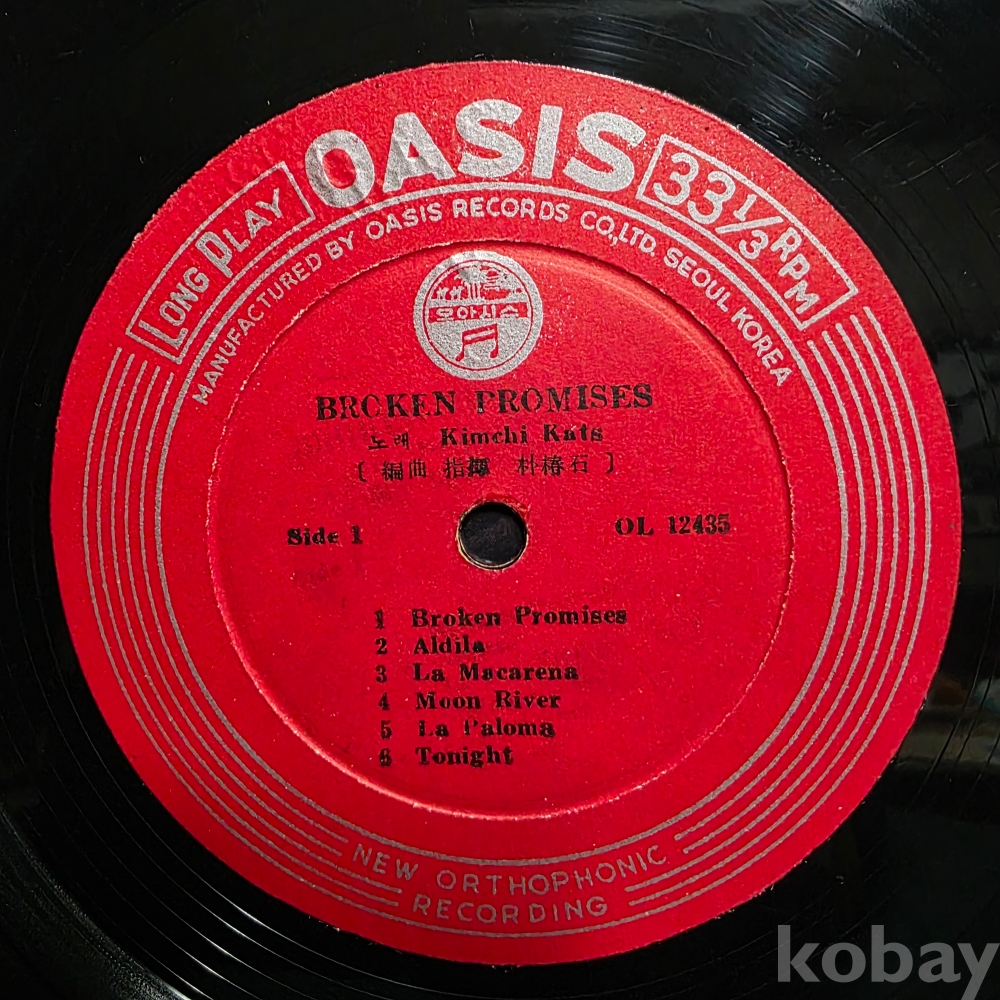 LONG PLAY OASIS 33 1/3 RPM
MANUFACTURED BY OASIS RECORDS CO.,LTD. SEOUL KOREA
오아시스
BROKEN PROMISES
노래 Kimchi Kats
〔 編曲 指揮 朴椿石 〕
Side 1
OL 12435
1 Broken Promises
2 Aldila
3 La Macarena
4 Moon River
5 La Paloma
6 Tonight
NEW ORTHOPHONIC
RECORDING
kobay